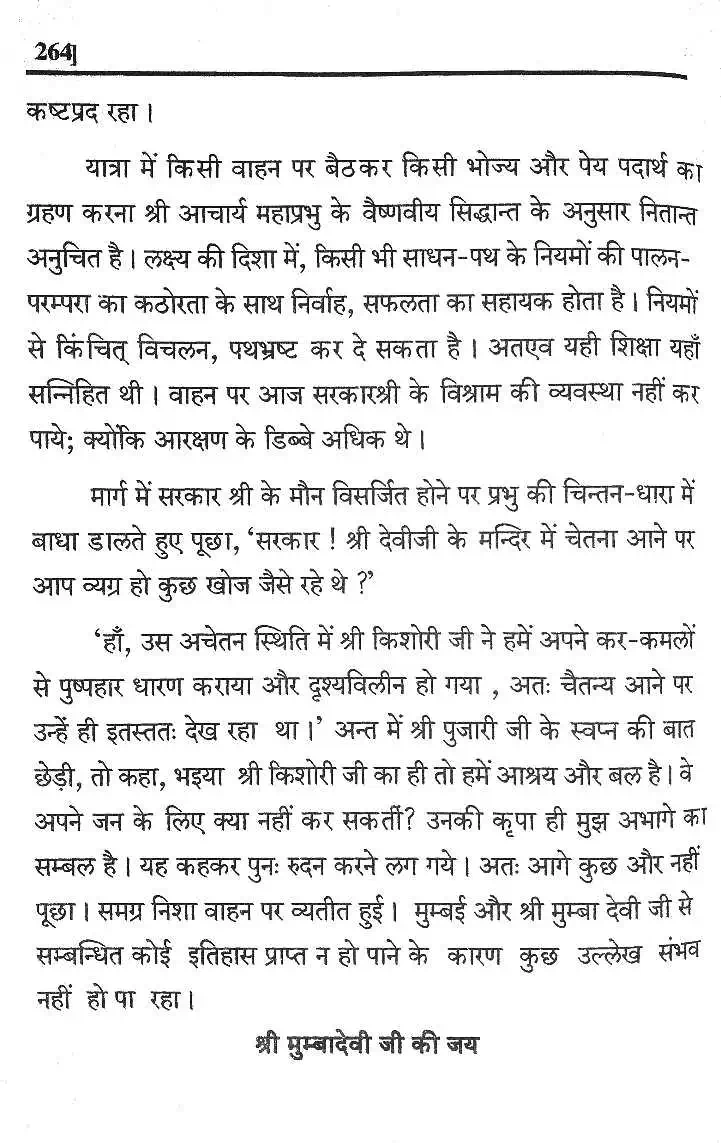 264]
कष्टप्रद रहा ।
यात्रा में किसी वाहन पर बैठकर किसी भोज्य और पेय पदार्थ का
ग्रहण करना श्री आचार्य महाप्रभु के वैष्णवीय सिद्धान्त के अनुसार नितान्त
अनुचित है । लक्ष्य की दिशा में, किसी भी साधन-पथ के नियमों की पालन-
परम्परा का कठोरता के साथ निर्वाह, सफलता का सहायक होता है । नियमों
से किंचित् विचलन, पथभ्रष्ट कर दे सकता है । अतएव यही शिक्षा यहाँ
सन्निहित थी । वाहन पर आज सरकारश्री के विश्राम की व्यवस्था नहीं कर
पाये; क्योंकि आरक्षण के डिब्बे अधिक थे ।
मार्ग में सरकार श्री के मौन विसर्जित होने पर प्रभु की चिन्तन-धारा में
बाधा डालते हुए पूछा, ‘सरकार ! श्री देवीजी के मन्दिर में चेतना आने पर
आप व्यग्र हो कुछ खोज जैसे रहे थे ?’
‘हाँ, उस अचेतन स्थिति में श्री किशोरी जी ने हमें अपने कर-कमलों
से पुष्पहार धारण कराया और दृश्यविलीन हो गया , अतः चैतन्य आने पर
उन्हें ही इतस्ततः देख रहा था ।’ अन्त में श्री पुजारी जी के स्वप्न की बात
छेड़ी, तो कहा, भइया श्री किशोरी जी का ही तो हमें आश्रय और बल है । वे
अपने जन के लिए क्या नहीं कर सकतीं? उनकी कृपा ही मुझ अभागे का
सम्बल है । यह कहकर पुनः रुदन करने लग गये । अतः आगे कुछ और नहीं
पूछा । समग्र निशा वाहन पर व्यतीत हुई । मुम्बई और श्री मुम्बा देवी जी से
सम्बन्धित कोई इतिहास प्राप्त न हो पाने के कारण कुछ उल्लेख संभव
नहीं हो पा रहा ।
श्री मुम्बादेवी जी की जय